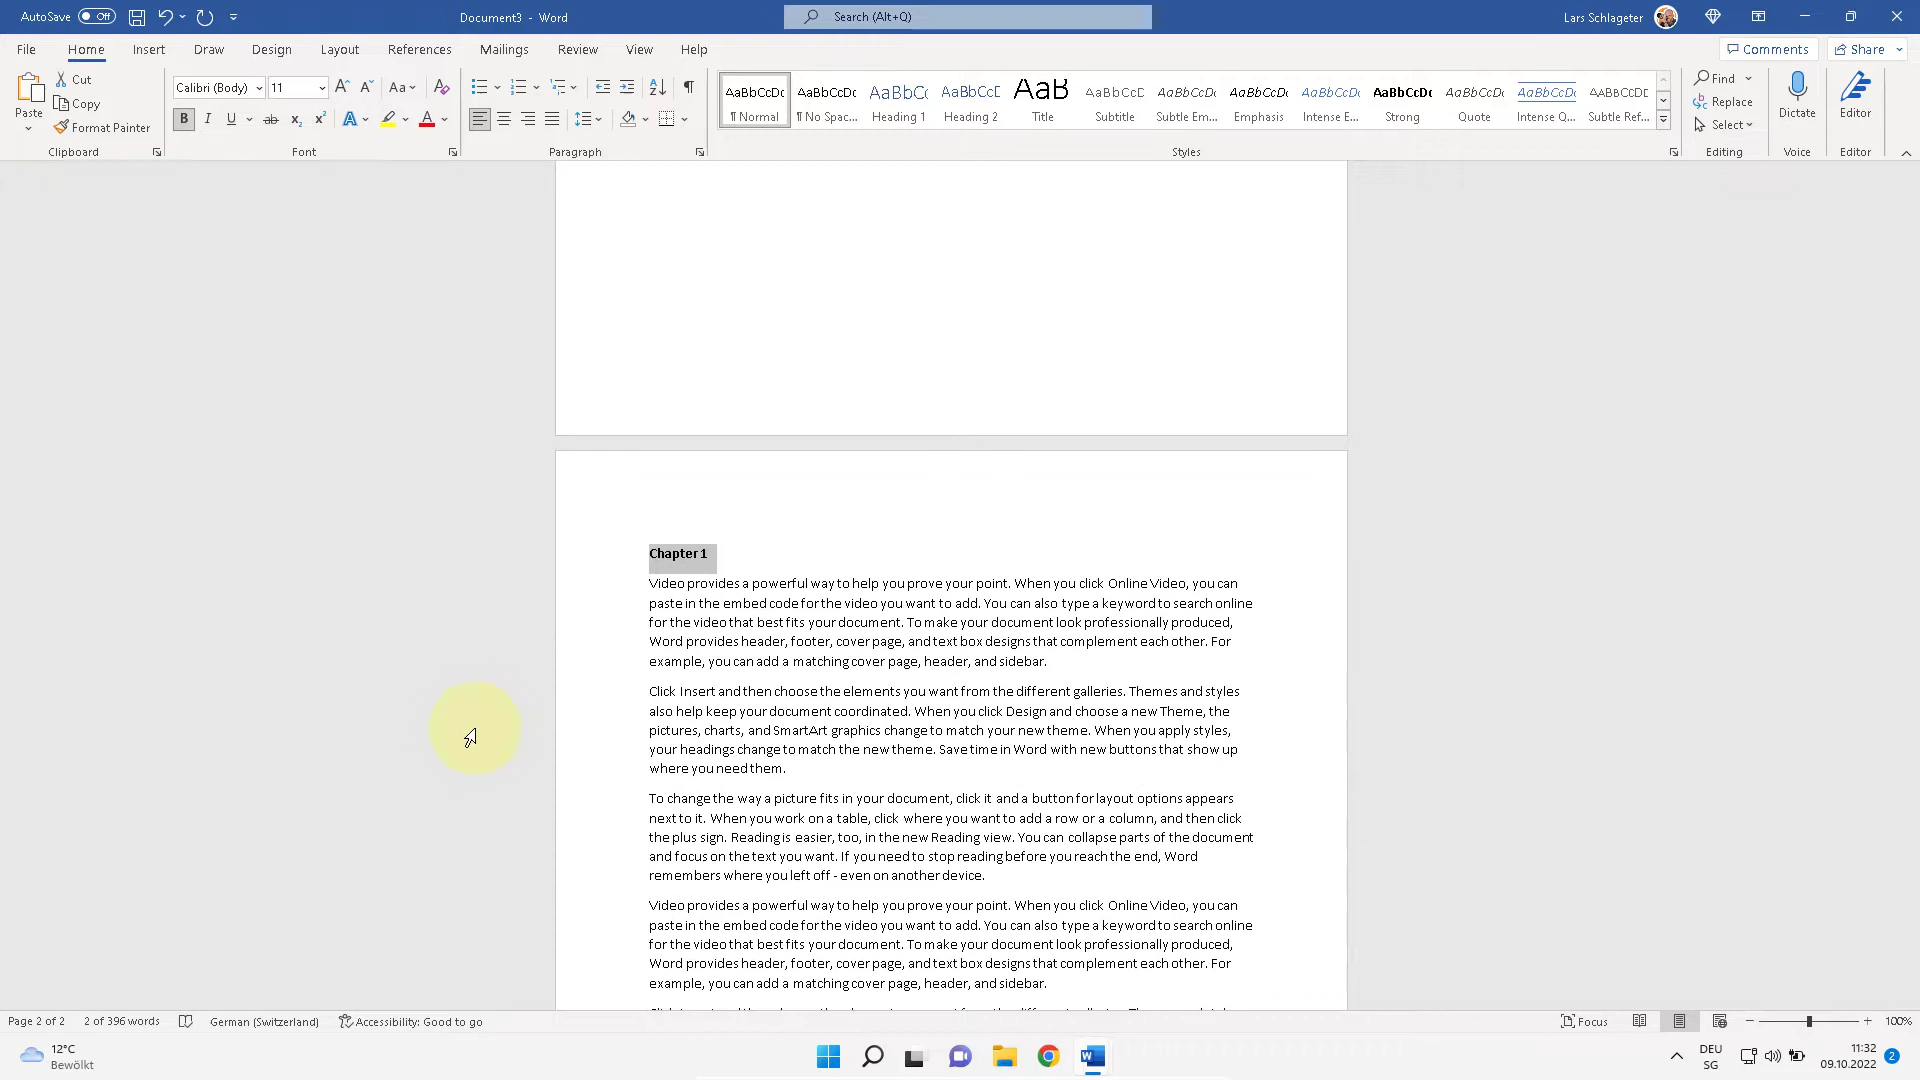 AutoSave Off Document3 - Word Search (Alt+Q) Lars Schlageter
File Home Insert Draw Design Layout References Mailings Review View Help Comments Share
Paste
Cut
Copy
Format Painter
Clipboard
Calibri (Body) 11 Aa
B I U ab x₂ x² A A
Font
Paragraph
AaBbCcDc AaBbCcDc AaBbCc AaBbCcD AaB AaBbCcD AaBbCcDc AaBbCcDc AaBbCcDc AaBbCcDc AaBbCcDc AaBbCcDc AABBCCDD
¶ Normal ¶ No Spac... Heading 1 Heading 2 Title Subtitle Subtle Em... Emphasis Intense E... Strong Quote Intense Q... Subtle Ref...
Styles
Find
Replace
Select
Editing
Dictate
Voice
Editor
Editor
Chapter 1
Video provides a powerful way to help you prove your point. When you click Online Video, you can
paste in the embed code for the video you want to add. You can also type a keyword to search online
for the video that best fits your document. To make your document look professionally produced,
Word provides header, footer, cover page, and text box designs that complement each other. For
example, you can add a matching cover page, header, and sidebar.
Click Insert and then choose the elements you want from the different galleries. Themes and styles
also help keep your document coordinated. When you click Design and choose a new Theme, the
pictures, charts, and SmartArt graphics change to match your new theme. When you apply styles,
your headings change to match the new theme. Save time in Word with new buttons that show up
where you need them.
To change the way a picture fits in your document, click it and a button for layout options appears
next to it. When you work on a table, click where you want to add a row or a column, and then click
the plus sign. Reading is easier, too, in the new Reading view. You can collapse parts of the document
and focus on the text you want. If you need to stop reading before you reach the end, Word
remembers where you left off - even on another device.
Video provides a powerful way to help you prove your point. When you click Online Video, you can
paste in the embed code for the video you want to add. You can also type a keyword to search online
for the video that best fits your document. To make your document look professionally produced,
Word provides header, footer, cover page, and text box designs that complement each other. For
example, you can add a matching cover page, header, and sidebar.
Page 2 of 2 2 of 396 words German (Switzerland) Accessibility: Good to go Focus 100%
12°C
Bewölkt
DEU
SG
11:32
09.10.2022
2